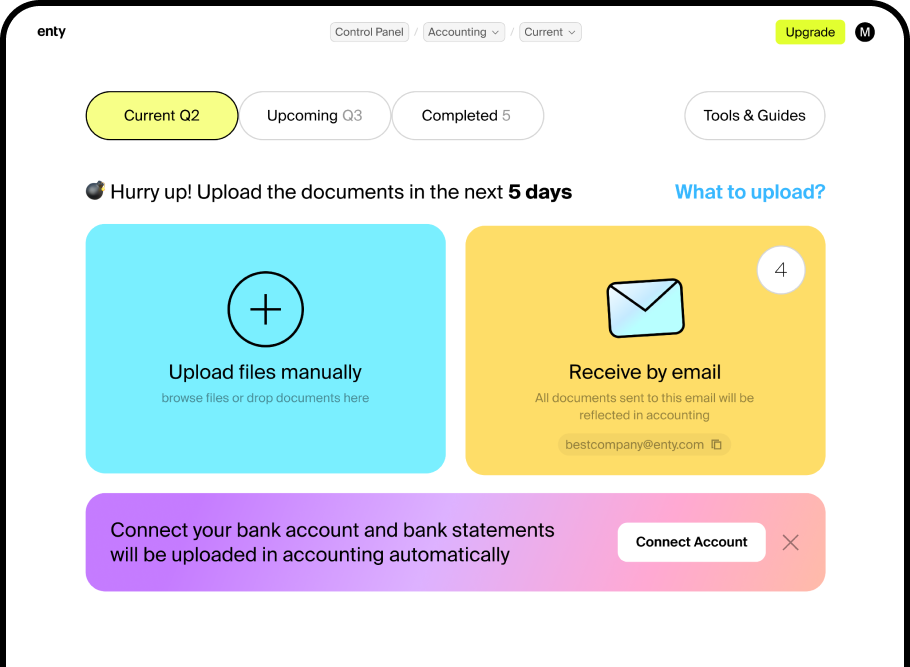 enty
Control Panel / Accounting / Current
Upgrade
M
Current Q2
Upcoming Q3
Completed 5
Tools & Guides
Hurry up! Upload the documents in the next 5 days
What to upload?
Upload files manually
browse files or drop documents here
4
Receive by email
All documents sent to this email will be
reflected in accounting
bestcompany@enty.com
Connect your bank account and bank statements
will be uploaded in accounting automatically
Connect Account